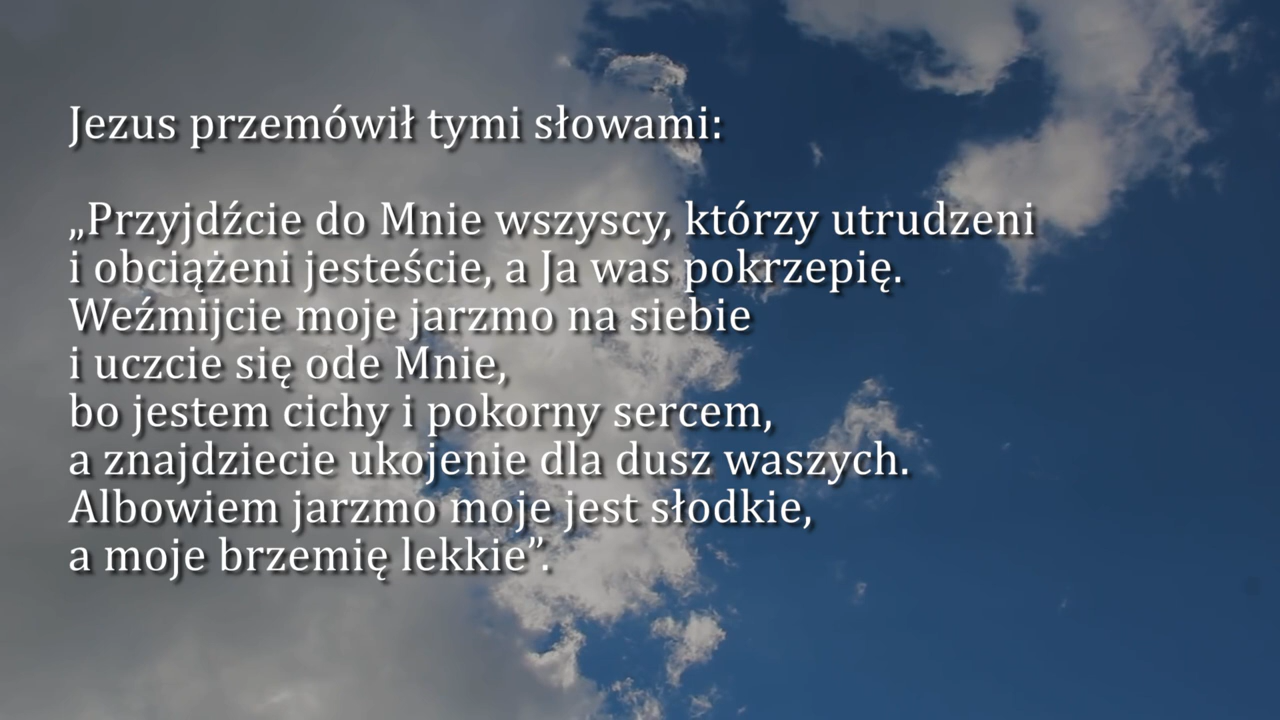 Jezus przemówił tymi słowami:
„Przyjdźcie do Mnie wszyscy, którzy utrudzeni
i obciążeni jesteście, a Ja was pokrzepię.
Weźmijcie moje jarzmo na siebie
i uczcie się ode Mnie,
bo jestem cichy i pokorny sercem,
a znajdziecie ukojenie dla dusz waszych.
Albowiem jarzmo moje jest słodkie,
a moje brzemię lekkie”.